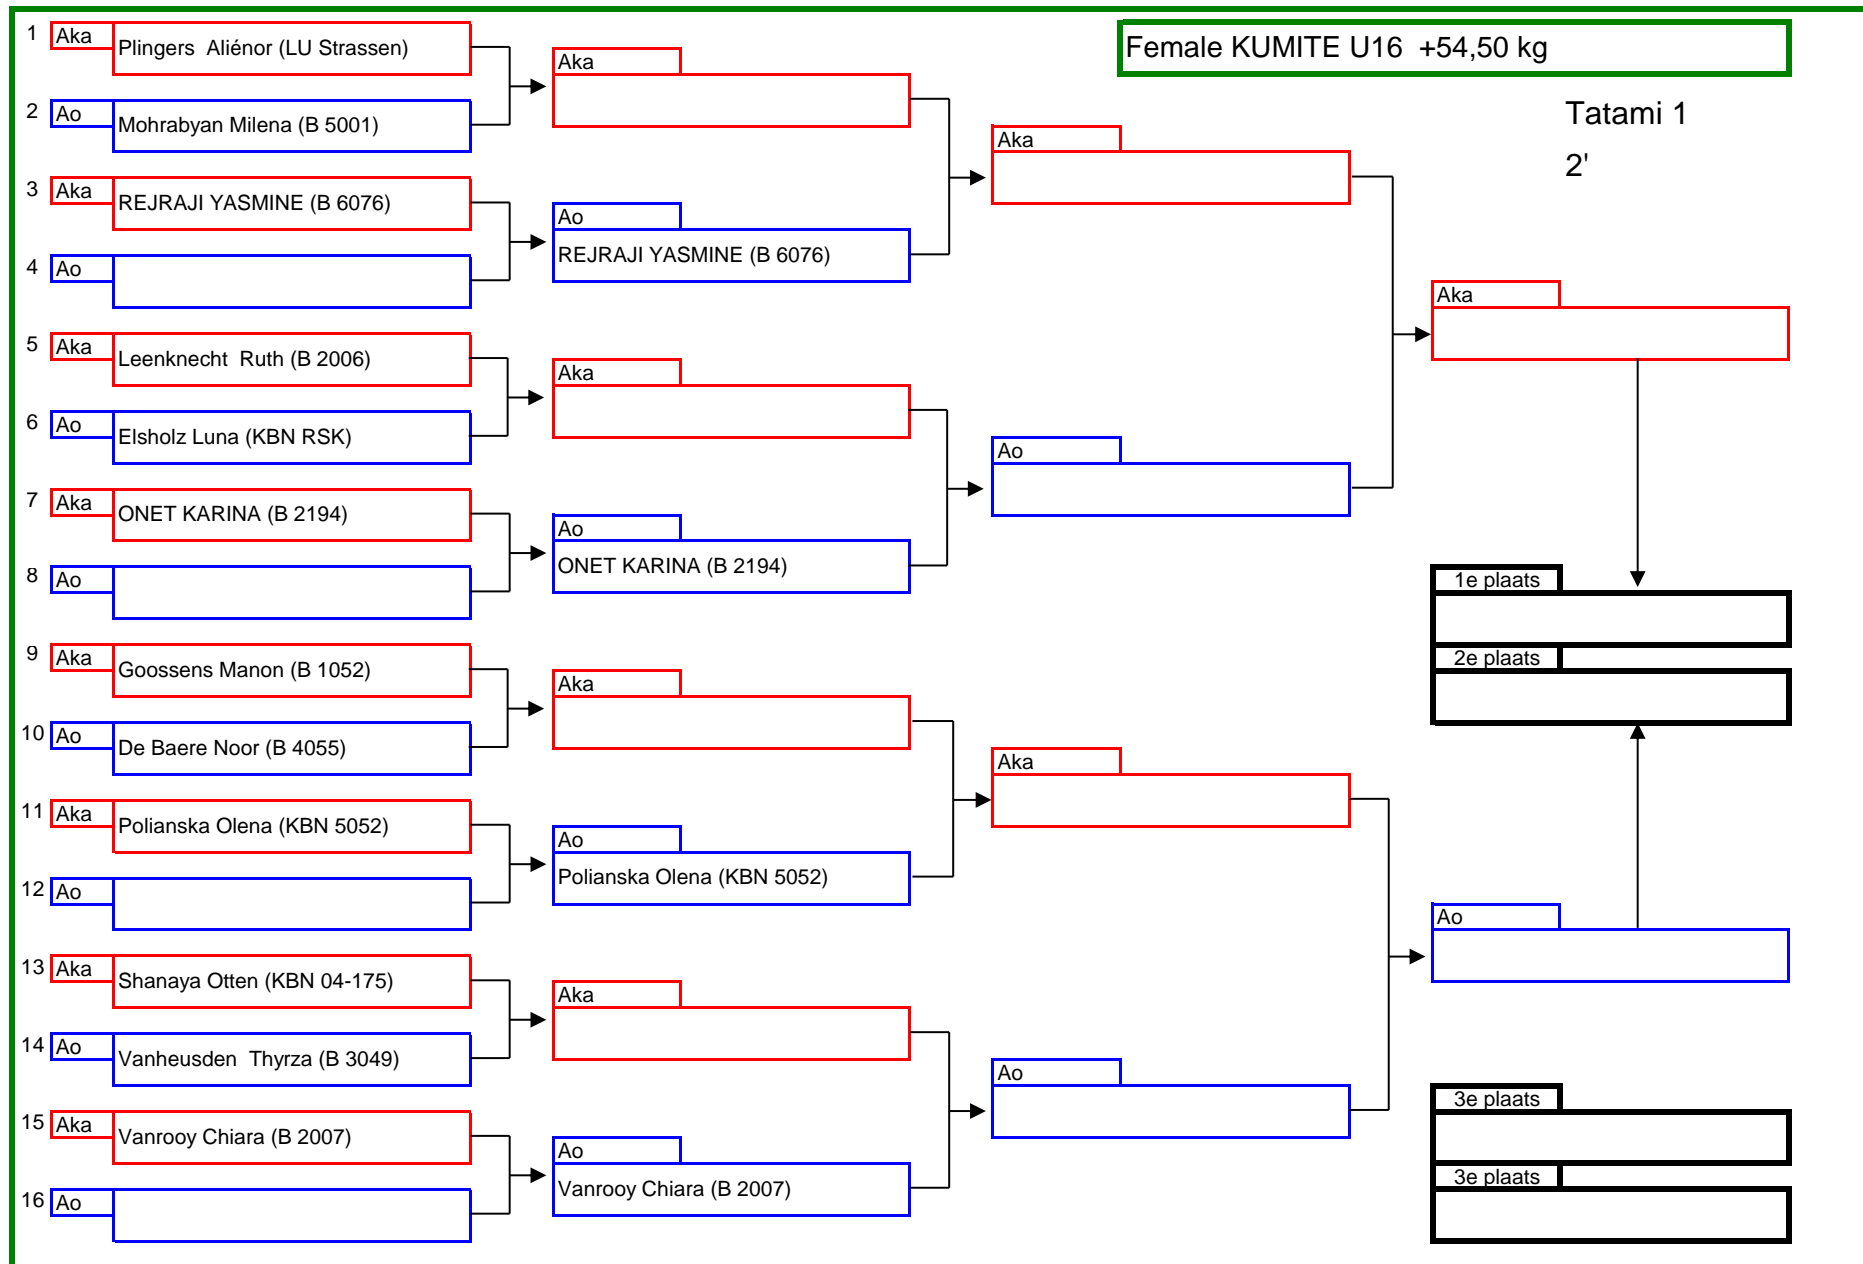 Female KUMITE U16  +54,50 kg
Tatami 1
2'
1 Aka Plingers  Aliénor (LU Strassen)
2 Ao Mohrabyan Milena (B 5001)
3 Aka REJRAJI YASMINE (B 6076)
4 Ao
5 Aka Leenknecht  Ruth (B 2006)
6 Ao Elsholz Luna (KBN RSK)
7 Aka ONET KARINA (B 2194)
8 Ao
9 Aka Goossens Manon (B 1052)
10 Ao De Baere Noor (B 4055)
11 Aka Polianska Olena (KBN 5052)
12 Ao
13 Aka Shanaya Otten (KBN 04-175)
14 Ao Vanheusden  Thyrza (B 3049)
15 Aka Vanrooy Chiara (B 2007)
16 Ao
Aka
Ao
REJRAJI YASMINE (B 6076)
Aka
Ao
ONET KARINA (B 2194)
Aka
Ao
Polianska Olena (KBN 5052)
Aka
Ao
Vanrooy Chiara (B 2007)
Aka
Ao
Aka
Ao
Aka
1e plaats
2e plaats
Ao
3e plaats
3e plaats